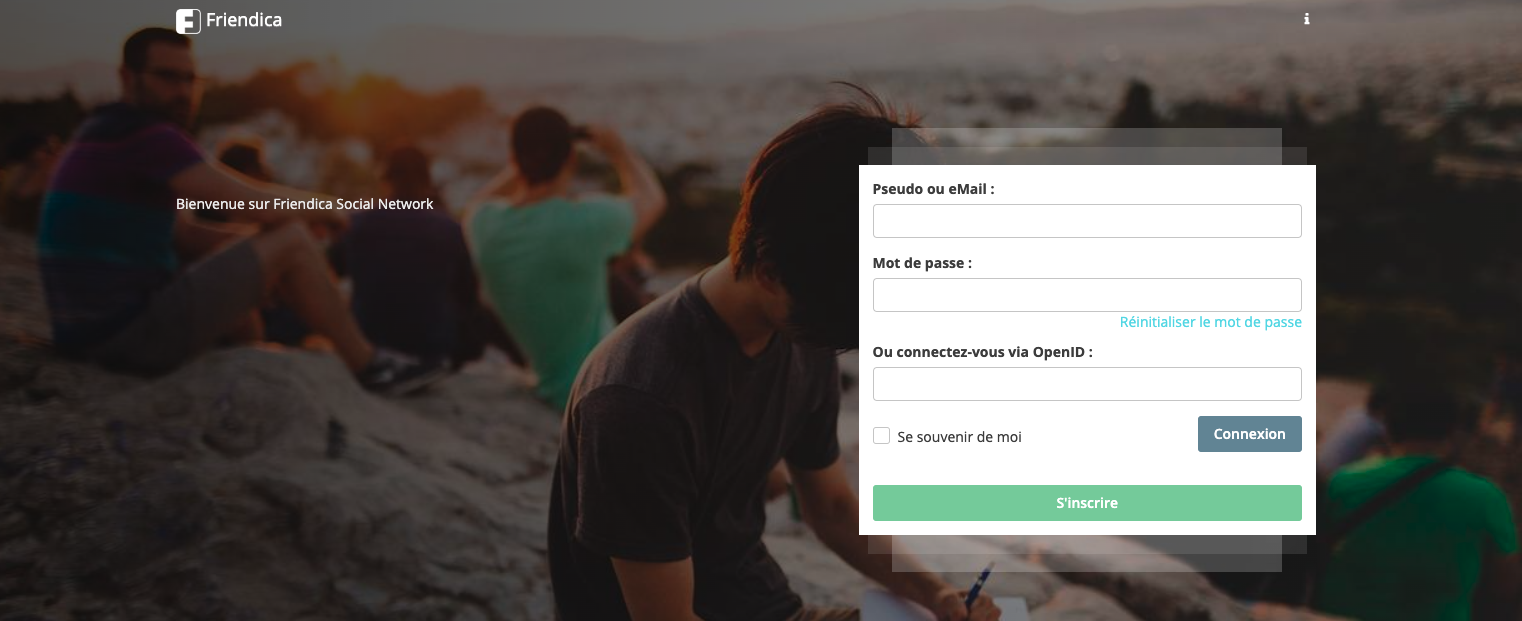 Friendica
Bienvenue sur Friendica Social Network
Pseudo ou eMail :
Mot de passe :
Réinitialiser le mot de passe
Ou connectez-vous via OpenID :
Se souvenir de moi
Connexion
S'inscrire